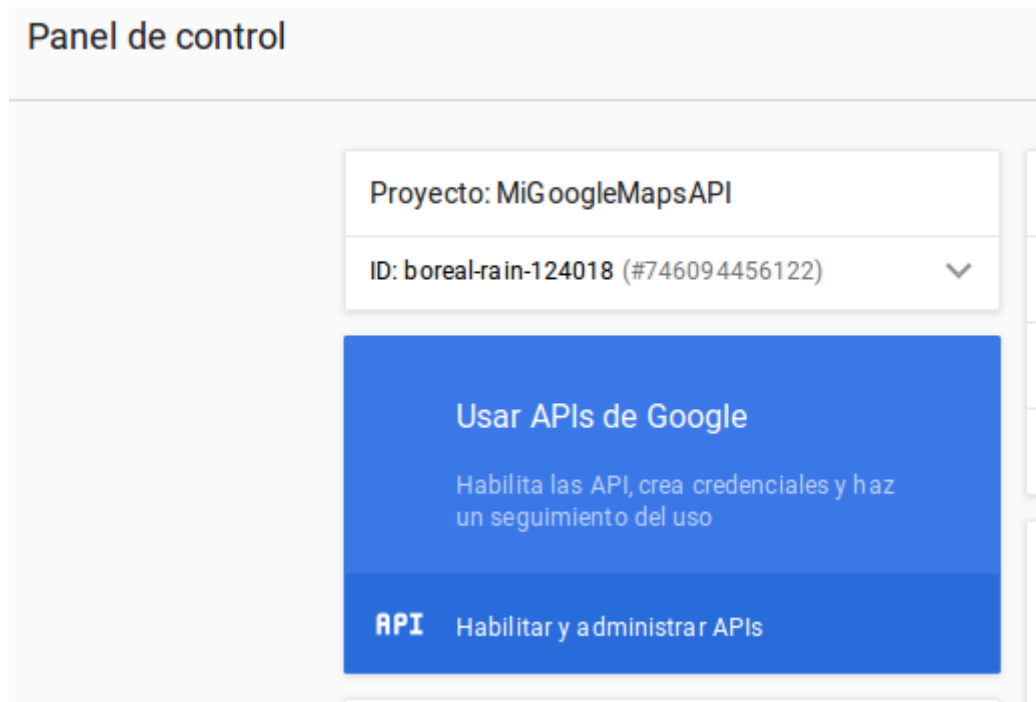 Panel de control
Proyecto: MiGoogleMapsAPI
ID: boreal-rain-124018 (#746094456122)
Usar APIs de Google
Habilita las API, crea credenciales y haz
un seguimiento del uso
API Habilitar y administrar APIs